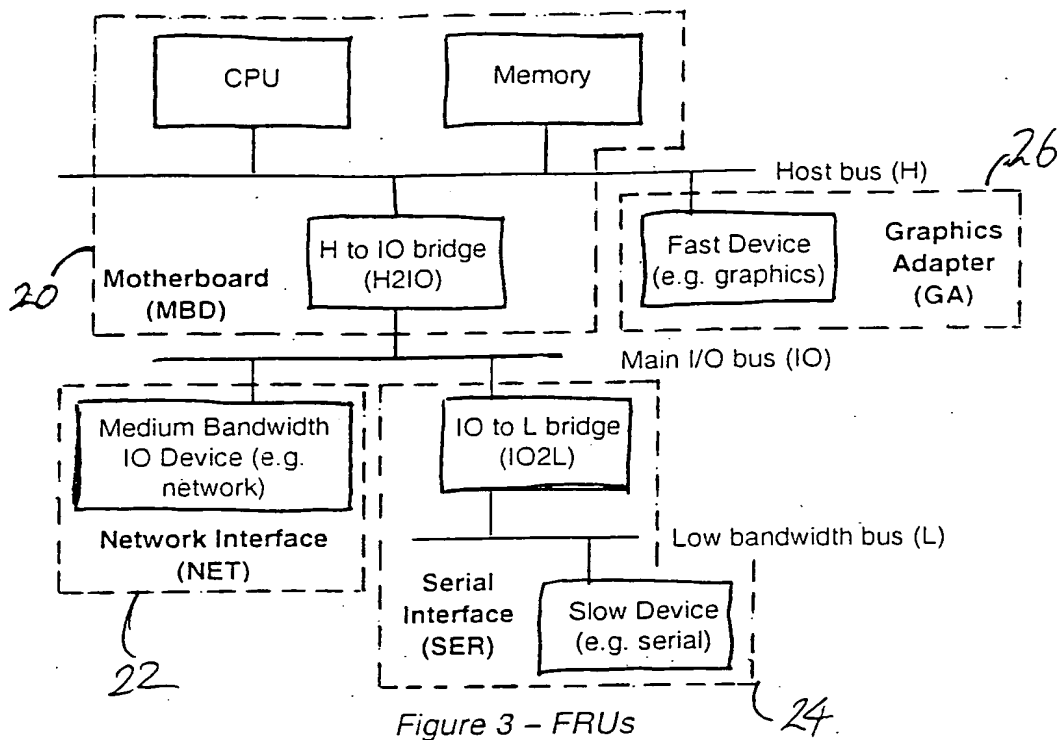 CPU
Memory
Host bus (H)
26
H to IO bridge
(H2IO)
Fast Device
(e.g. graphics)
Graphics
Adapter
(GA)
20
Motherboard
(MBD)
Main I/O bus (IO)
Medium Bandwidth
IO Device (e.g.
network)
IO to L bridge
(IO2L)
Network Interface
(NET)
Low bandwidth bus (L)
Serial
Interface
(SER)
Slow Device
(e.g. serial)
22
24
Figure 3 – FRUs